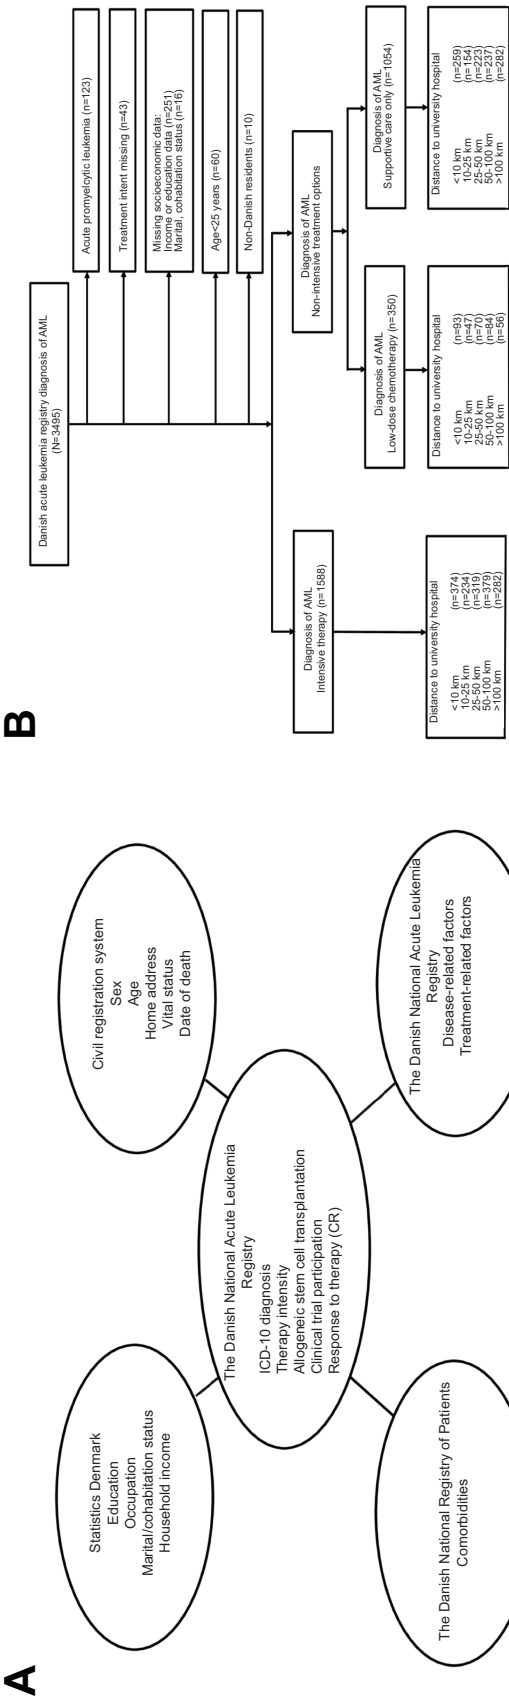 A
Statistics Denmark
Education
Occupation
Marital/cohabitation status
Household income
Civil registration system
Sex
Age
Home address
Vital status
Date of death
The Danish National Acute Leukemia
Registry
ICD-10 diagnosis
Therapy intensity
Allogeneic stem cell transplantation
Clinical trial participation
Response to therapy (CR)
The Danish National Registry of Patients
Comorbidities
The Danish National Acute Leukemia
Registry
Disease-related factors
Treatment-related factors
B
Danish acute leukemia registry diagnosis of AML
(N=3495)
Acute promyelcytic leukemia (n=123)
Treatment intent missing (n=43)
Missing socioeconomic data:
Income or education data (n=251)
Marital, cohabitation status (n=16)
Age<25 years (n=60)
Non-Danish residents (n=10)
Diagnosis of AML
Intensive therapy (n=1588)
Diagnosis of AML
Non-intensive treatment options
Diagnosis of AML
Low-dose chemotherapy (n=350)
Diagnosis of AML
Supportive care only (n=1054)
Distance to university hospital
<10 km (n=374)
10-25 km (n=234)
25-50 km (n=319)
50-100 km (n=379)
>100 km (n=282)
Distance to university hospital
<10 km (n=93)
10-25 km (n=47)
25-50 km (n=70)
50-100 km (n=84)
>100 km (n=56)
Distance to university hospital
<10 km (n=259)
10-25 km (n=154)
25-50 km (n=223)
50-100 km (n=237)
>100 km (n=282)